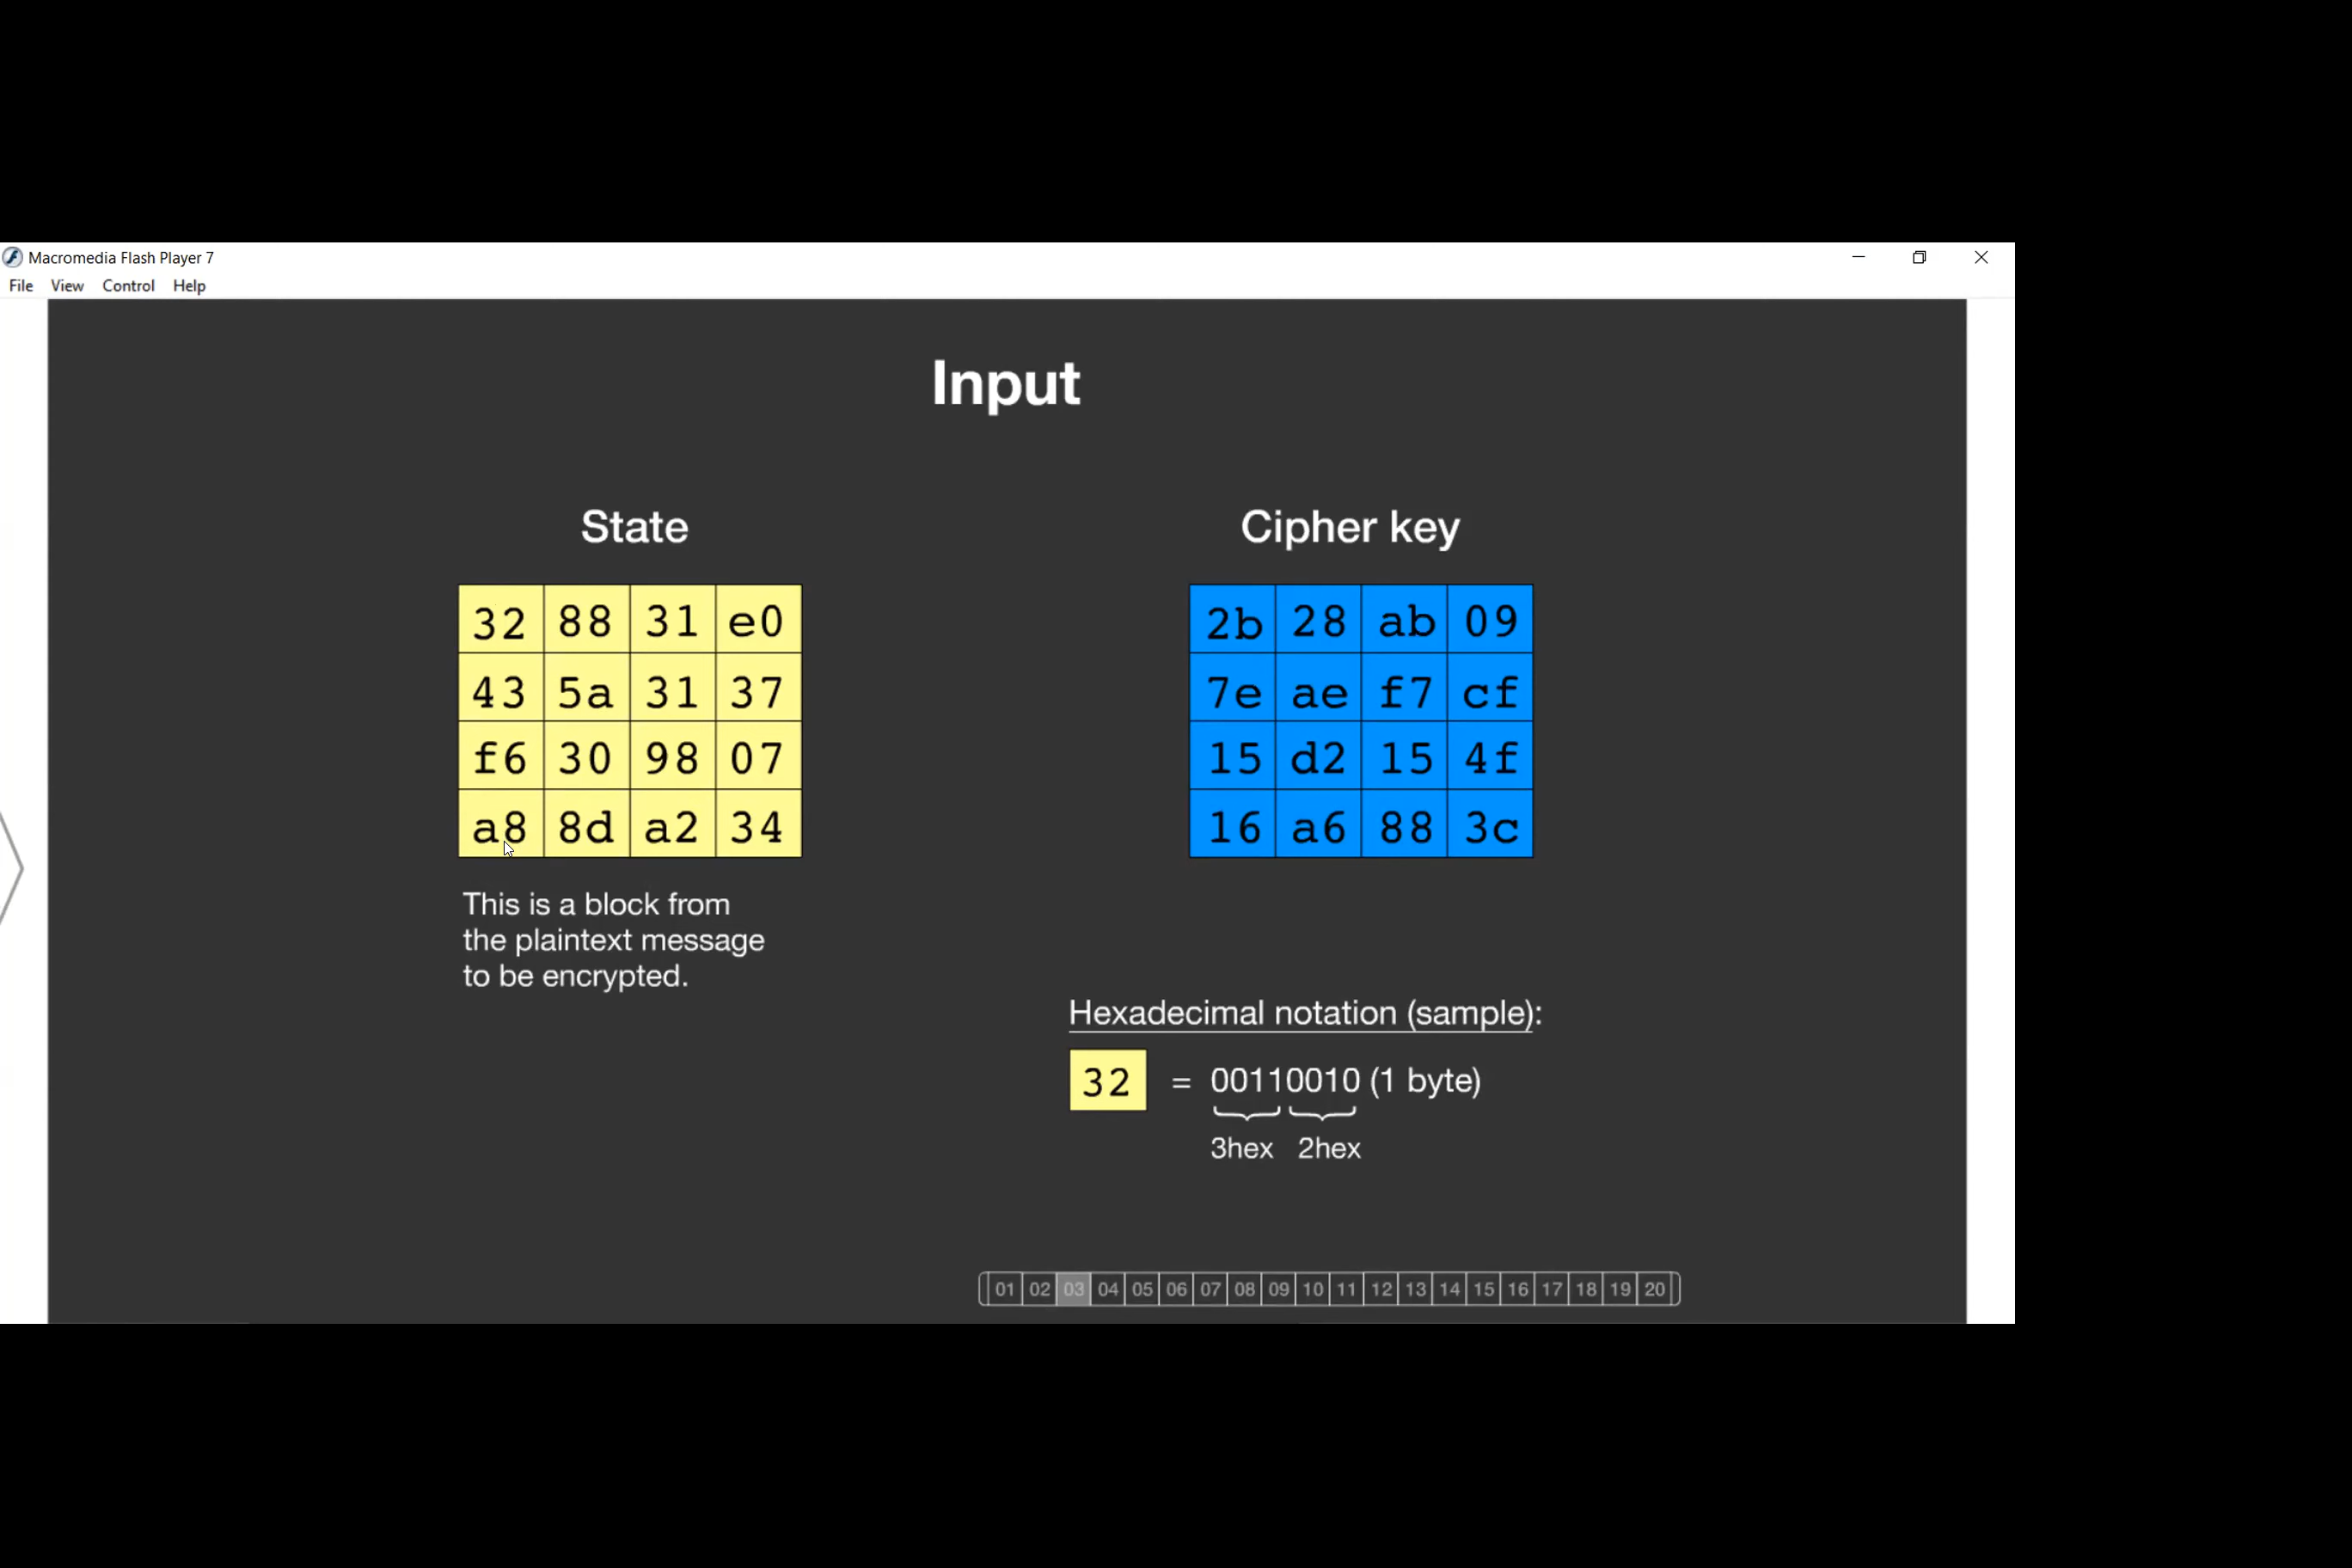 Macromedia Flash Player 7
File View Control Help
Input
State
Cipher key
32 88 31 e0
43 5a 31 37
f6 30 98 07
a8 8d a2 34
2b 28 ab 09
7e ae f7 cf
15 d2 15 4f
16 a6 88 3c
This is a block from
the plaintext message
to be encrypted.
Hexadecimal notation (sample):
32 = 00110010 (1 byte)
3hex 2hex
01 02 03 04 05 06 07 08 09 10 11 12 13 14 15 16 17 18 19 20